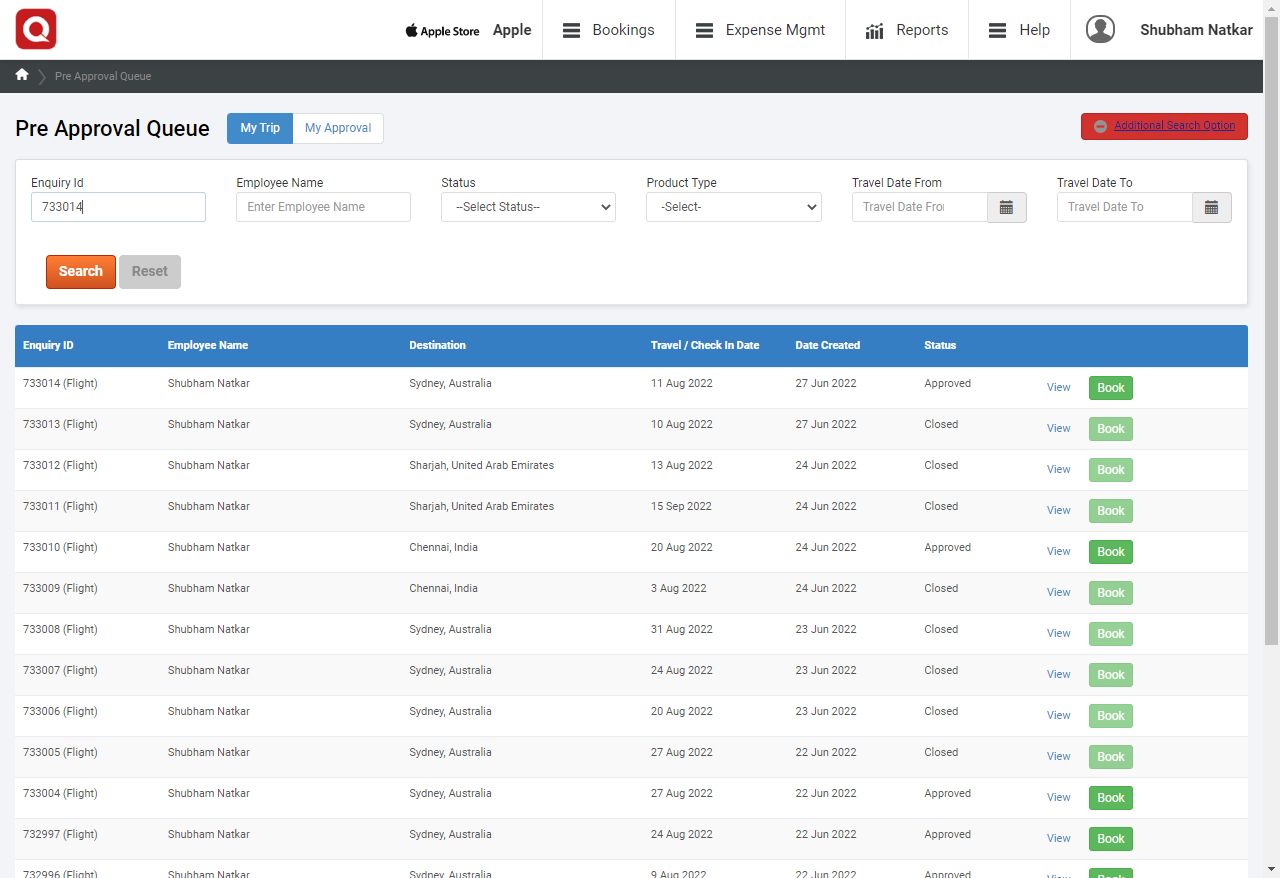 Apple Store Apple Bookings Expense Mgmt Reports Help Shubham Natkar
Pre Approval Queue
Pre Approval Queue My Trip My Approval Additional Search Option
Enquiry Id Employee Name Status Product Type Travel Date From Travel Date To
733014 Enter Employee Name --Select Status-- -Select- Travel Date Fro Travel Date To
Search Reset
Enquiry ID Employee Name Destination Travel / Check In Date Date Created Status
733014 (Flight) Shubham Natkar Sydney, Australia 11 Aug 2022 27 Jun 2022 Approved View Book
733013 (Flight) Shubham Natkar Sydney, Australia 10 Aug 2022 27 Jun 2022 Closed View Book
733012 (Flight) Shubham Natkar Sharjah, United Arab Emirates 13 Aug 2022 24 Jun 2022 Closed View Book
733011 (Flight) Shubham Natkar Sharjah, United Arab Emirates 15 Sep 2022 24 Jun 2022 Closed View Book
733010 (Flight) Shubham Natkar Chennai, India 20 Aug 2022 24 Jun 2022 Approved View Book
733009 (Flight) Shubham Natkar Chennai, India 3 Aug 2022 24 Jun 2022 Closed View Book
733008 (Flight) Shubham Natkar Sydney, Australia 31 Aug 2022 23 Jun 2022 Closed View Book
733007 (Flight) Shubham Natkar Sydney, Australia 24 Aug 2022 23 Jun 2022 Closed View Book
733006 (Flight) Shubham Natkar Sydney, Australia 20 Aug 2022 23 Jun 2022 Closed View Book
733005 (Flight) Shubham Natkar Sydney, Australia 27 Aug 2022 22 Jun 2022 Closed View Book
733004 (Flight) Shubham Natkar Sydney, Australia 27 Aug 2022 22 Jun 2022 Approved View Book
732997 (Flight) Shubham Natkar Sydney, Australia 24 Aug 2022 22 Jun 2022 Approved View Book
732996 (Flight) Shubham Natkar Sydney, Australia 9 Aug 2022 22 Jun 2022 Approved View Book